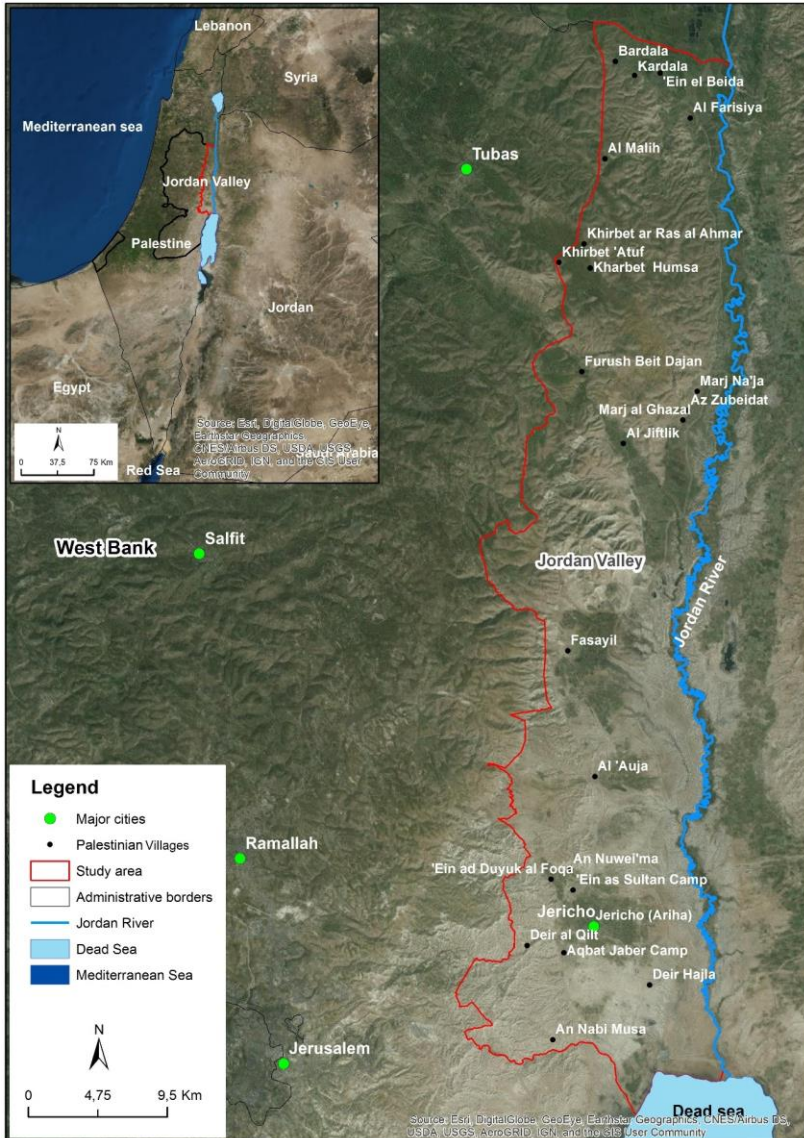 Lebanon
Syria
Mediterranean sea
Jordan Valley
Palestine
Jordan
Egypt
Red Sea
Saudi Arabia
N
0 37,5 75 Km
Source: Esri, DigitalGlobe, GeoEye,
Earthstar Geographics,
CNES/Airbus DS, USDA, USGS,
AeroGRID, IGN, and the GIS User
Community
Bardala
Kardala
'Ein el Beida
Al Farisiya
Tubas
Al Malih
Khirbet ar Ras al Ahmar
Khirbet 'Atuf
Kharbet Humsa
Furush Beit Dajan
Marj Na'ja
Az Zubeidat
Marj al Ghazal
Al Jiftlik
West Bank
Salfit
Jordan Valley
Jordan River
Fasayil
Al 'Auja
Ramallah
An Nuwei'ma
'Ein ad Duyuk al Foqa
'Ein as Sultan Camp
Jericho
Jericho (Ariha)
Deir al Qilt
Aqbat Jaber Camp
Deir Hajla
An Nabi Musa
Jerusalem
Dead sea
Legend
Major cities
Palestinian Villages
Study area
Administrative borders
Jordan River
Dead Sea
Mediterranean Sea
N
0 4,75 9,5 Km
Source: Esri, DigitalGlobe, GeoEye, Earthstar Geographics, CNES/Airbus DS,
USDA, USGS, AeroGRID, IGN, and the GIS User Community